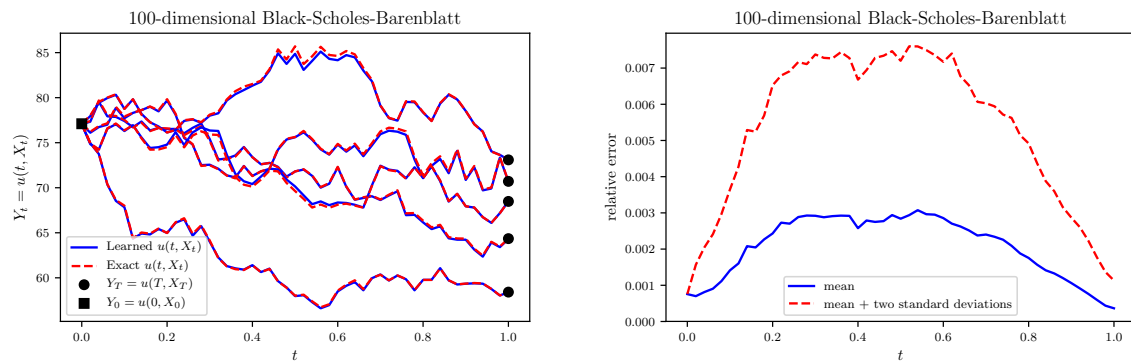 100-dimensional Black-Scholes-Barenblatt
Y_t = u(t, X_t)
85
80
75
70
65
60
Learned u(t, X_t)
Exact u(t, X_t)
Y_T = u(T, X_T)
Y_0 = u(0, X_0)
0.0 0.2 0.4 0.6 0.8 1.0
t
100-dimensional Black-Scholes-Barenblatt
relative error
0.007
0.006
0.005
0.004
0.003
0.002
0.001
0.000
mean
mean + two standard deviations
0.0 0.2 0.4 0.6 0.8 1.0
t